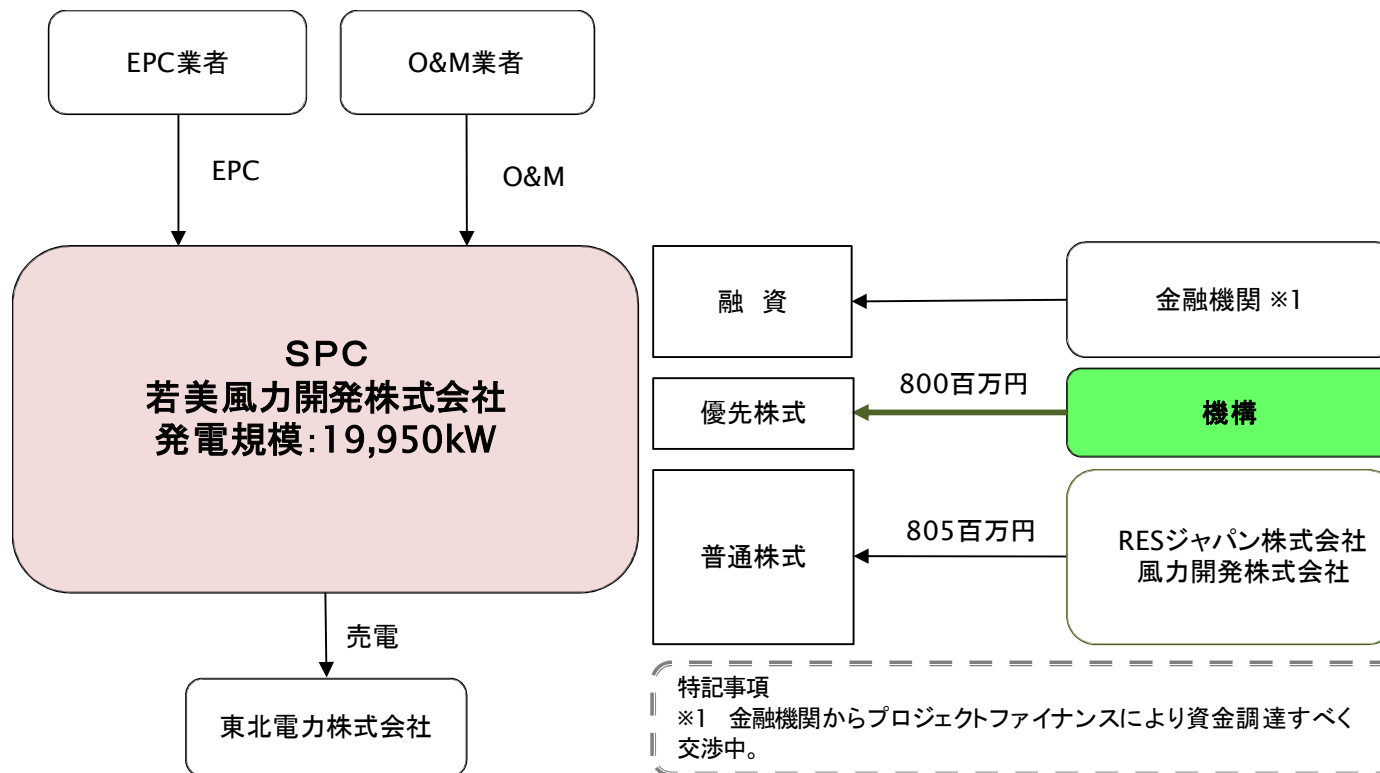 EPC業者
O&M業者
EPC
O&M
SPC
若美風力開発株式会社
発電規模:19,950kW
融 資
金融機関 ※1
優先株式
800百万円
機構
普通株式
805百万円
RESジャパン株式会社
風力開発株式会社
売電
東北電力株式会社
特記事項
※1 金融機関からプロジェクトファイナンスにより資金調達すべく
交渉中。